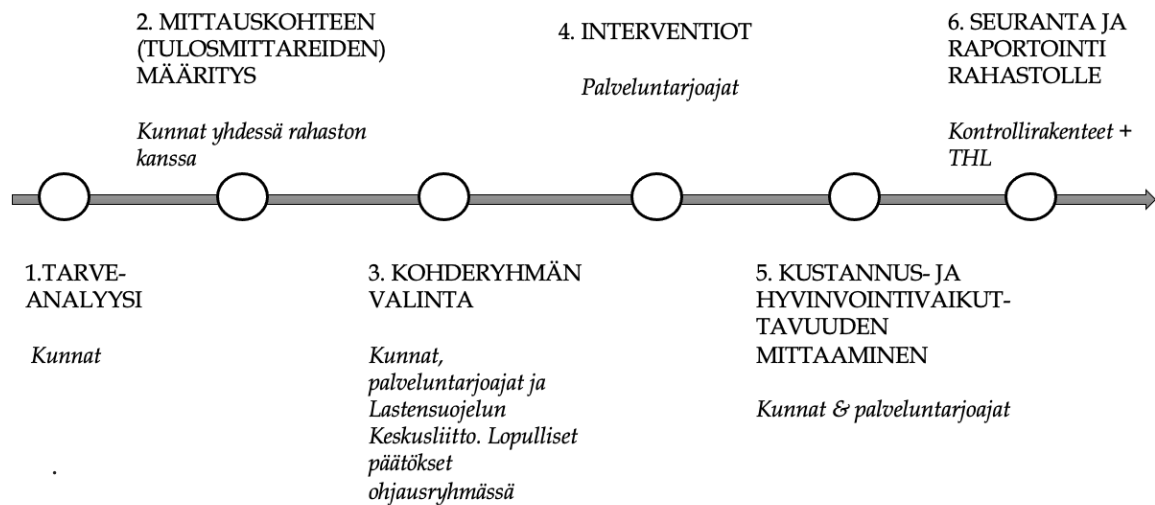 2. MITTAUSKOHTEEN
(TULOSMITTAREIDEN)
MÄÄRITYS
Kunnat yhdessä rahaston
kanssa
4. INTERVENTIOT
Palveluntarjoajat
6. SEURANTA JA
RAPORTOINTI
RAHASTOLLE
Kontrollirakenteet +
THL
1.TARVE-
ANALYYSI
Kunnat
.
3. KOHDERYHMÄN
VALINTA
Kunnat,
palveluntarjoajat ja
Lastensuojelun
Keskusliitto. Lopulliset
päätökset
ohjausryhmässä
5. KUSTANNUS- JA
HYVINVOINTIVAIKUT-
TAVUUDEN
MITTAAMINEN
Kunnat & palveluntarjoajat